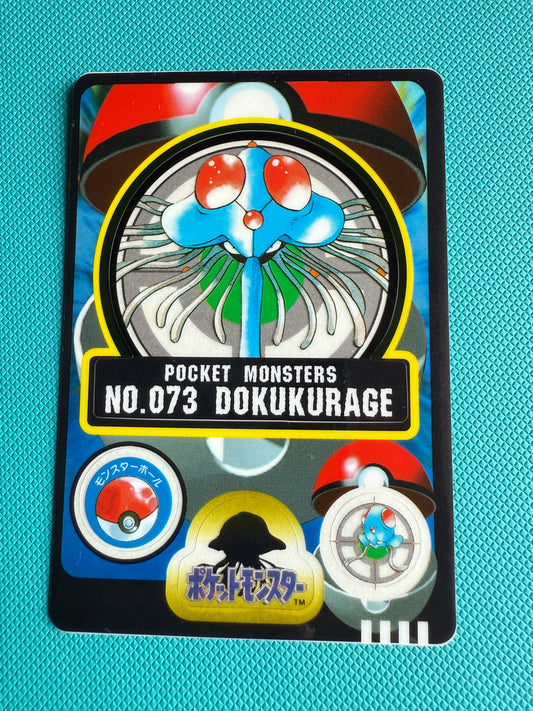 POCKET MONSTERS
NO.073 DOKUKURAGE
モンスターボール
ポケットモンスター
TM